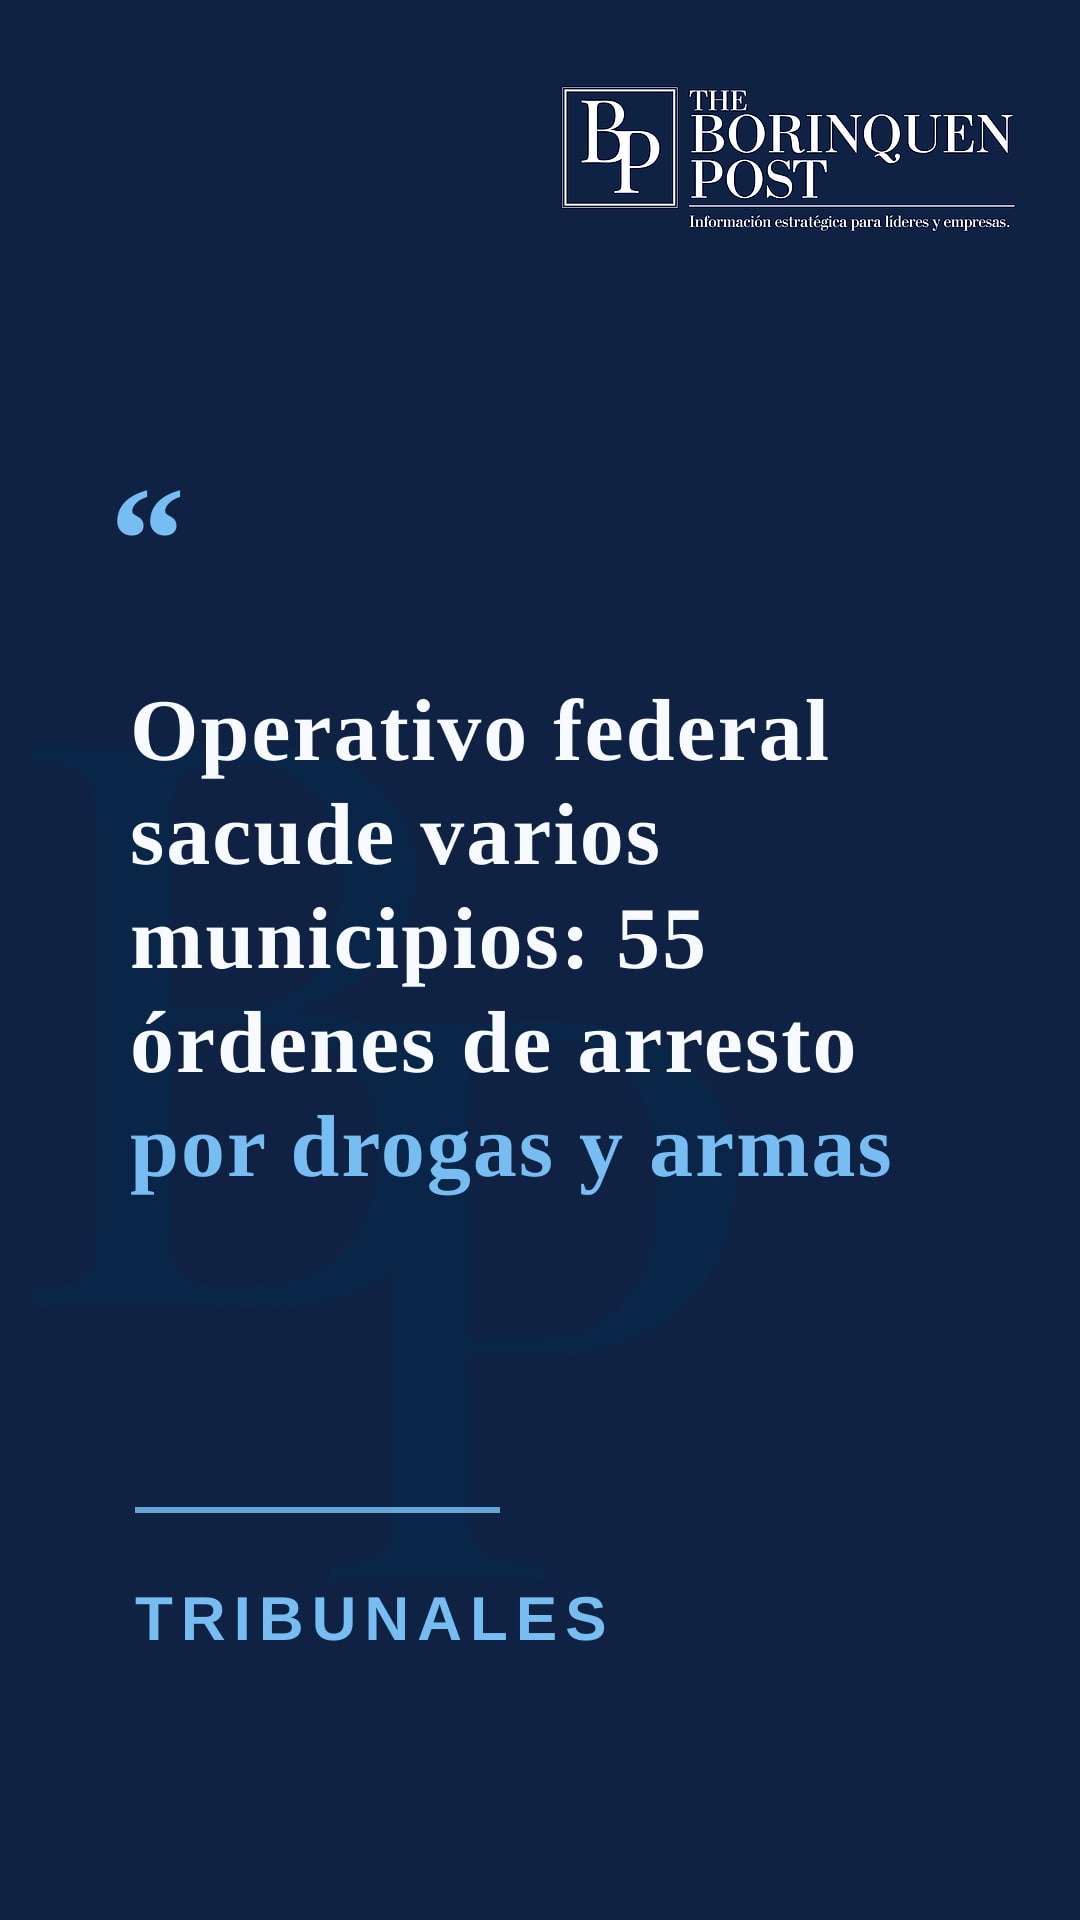 BP
THE
BORINQUEN
POST
Información estratégica para líderes y empresas.
“
Operativo federal
sacude varios
municipios: 55
órdenes de arresto
por drogas y armas
TRIBUNALES